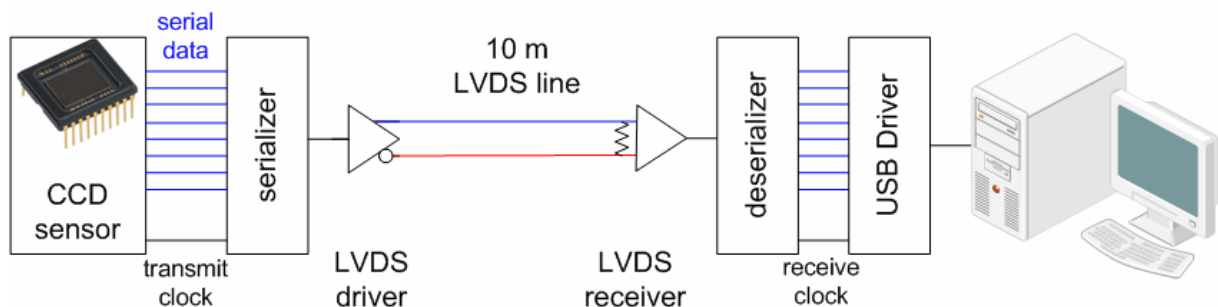 serial
data
CCD
sensor
transmit
clock
serializer
LVDS
driver
10 m
LVDS line
LVDS
receiver
deserializer
receive
clock
USB Driver